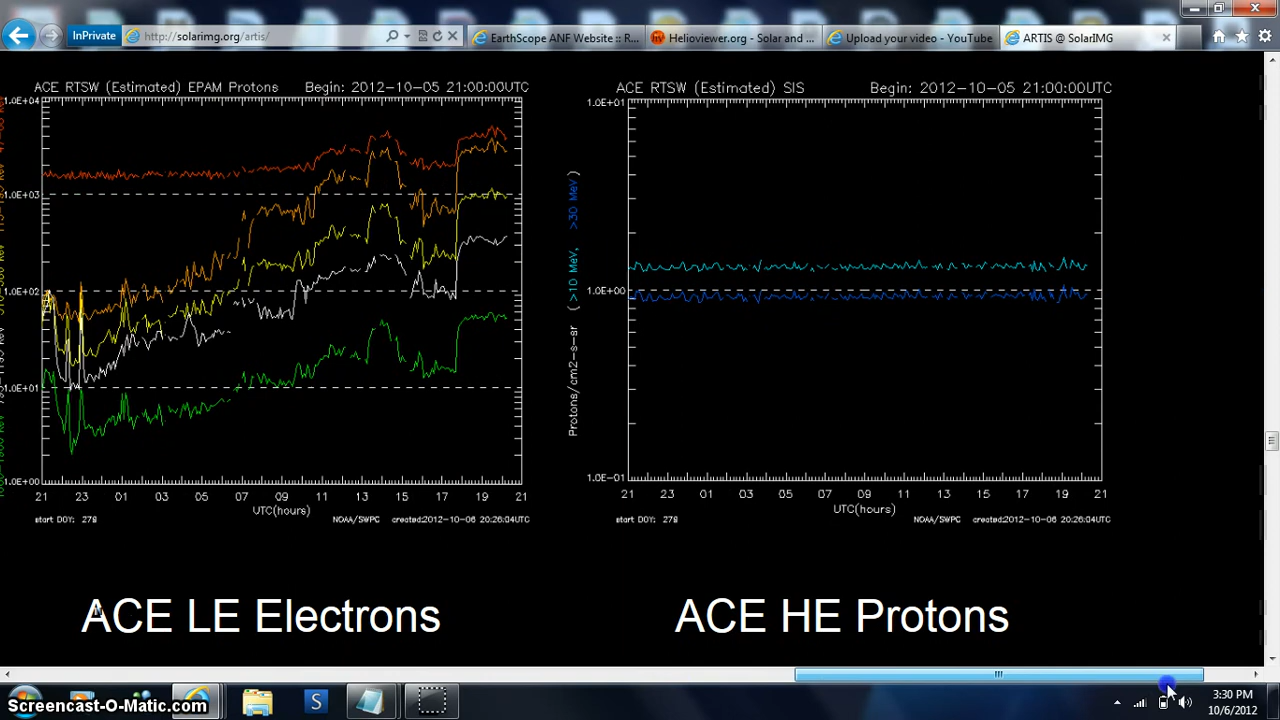 InPrivate
http://solarimg.org/artis/
EarthScope ANF Website :: R...
Helioviewer.org - Solar and ...
Upload your video - YouTube
ARTIS @ SolarIMG
ACE RTSW (Estimated) EPAM Protons
Begin: 2012-10-05 21:00:00UTC
1.0E+04
1.0E+03
1.0E+02
1.0E+01
1.0E+00
21 23 01 03 05 07 09 11 13 15 17 19 21
UTC(hours)
start DOY: 278
NOAA/SWPC
created:2012-10-06 20:26:04UTC
ACE RTSW (Estimated) SIS
Begin: 2012-10-05 21:00:00UTC
Protons/cm2-s-sr ( >10 MeV, >30 MeV )
1.0E+01
1.0E+00
1.0E-01
21 23 01 03 05 07 09 11 13 15 17 19 21
UTC(hours)
start DOY: 278
NOAA/SWPC
created:2012-10-06 20:26:04UTC
ACE LE Electrons
ACE HE Protons
Screencast-O-Matic.com
S
3:30 PM
10/6/2012